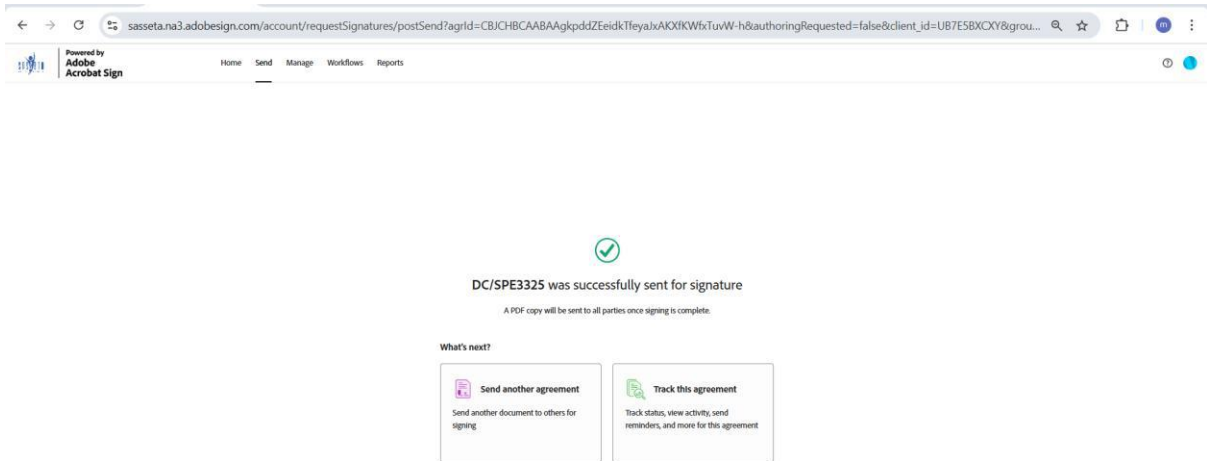 sasseta.na3.adobesign.com/account/requestSignatures/postSend?agrId=CBJCHBCAABAAgkpddZEeidkTfeyaJxAKXfKWfxTuvW-h&authoringRequested=false&client_id=UB7E5BXCXY&grou...
m
Powered by
Adobe
Acrobat Sign
Home Send Manage Workflows Reports
DC/SPE3325 was successfully sent for signature
A PDF copy will be sent to all parties once signing is complete.
What's next?
Send another agreement
Send another document to others for
signing
Track this agreement
Track status, view activity, send
reminders, and more for this agreement